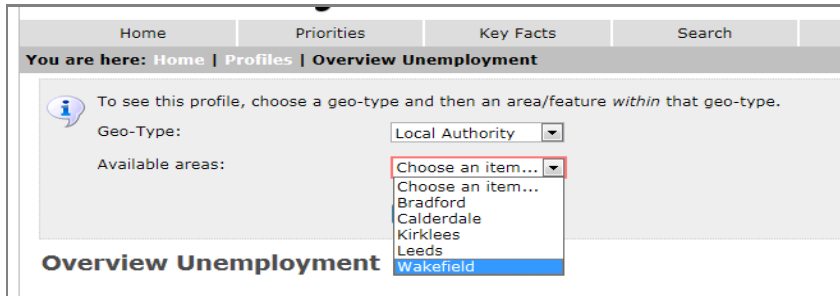 Home Priorities Key Facts Search
You are here: Home | Profiles | Overview Unemployment
To see this profile, choose a geo-type and then an area/feature within that geo-type.
Geo-Type: Local Authority
Available areas: Choose an item...
Choose an item...
Bradford
Calderdale
Kirklees
Leeds
Wakefield
Overview Unemployment